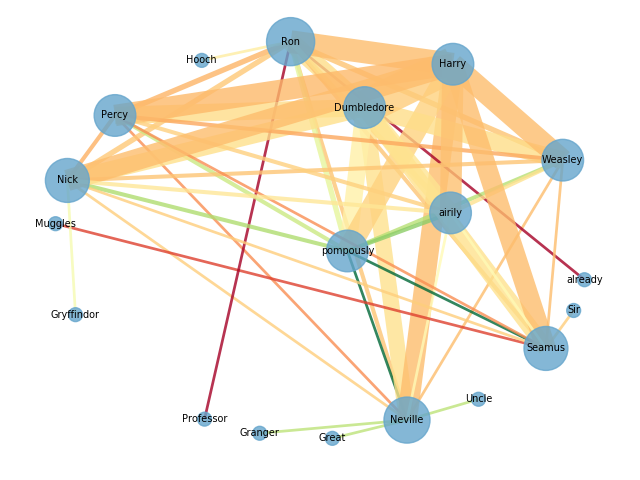 Ron
Hooch
Harry
Dumbledore
Percy
Weasley
Nick
airily
Muggles
pompously
already
Gryffindor
Sir
Seamus
Uncle
Professor
Neville
Granger
Great